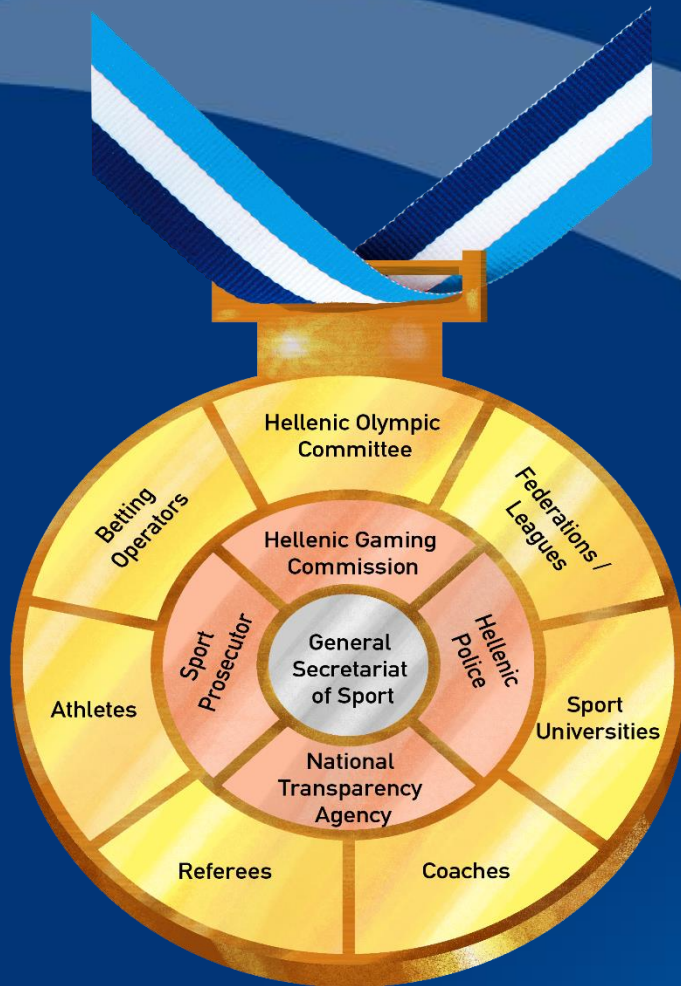 Hellenic Olympic
Committee
Betting
Operators
Federations /
Leagues
Hellenic Gaming
Commission
Sport
Prosecutor
General
Secretariat
of Sport
Hellenic
Police
Athletes
Sport
Universities
National
Transparency
Agency
Referees
Coaches